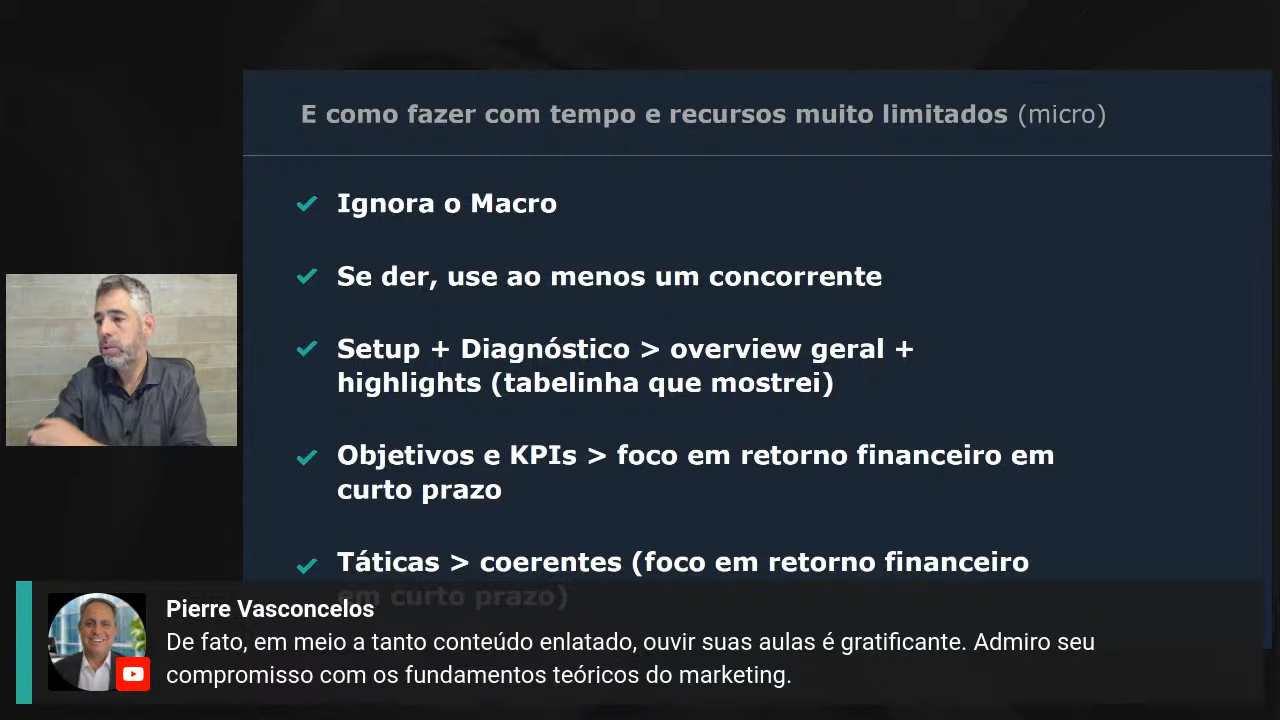 E como fazer com tempo e recursos muito limitados (micro)
Ignora o Macro
Se der, use ao menos um concorrente
Setup + Diagnóstico > overview geral +
highlights (tabelinha que mostrei)
Objetivos e KPIs > foco em retorno financeiro em
curto prazo
Táticas > coerentes (foco em retorno financeiro
em curto prazo)
Pierre Vasconcelos
De fato, em meio a tanto conteúdo enlatado, ouvir suas aulas é gratificante. Admiro seu
compromisso com os fundamentos teóricos do marketing.